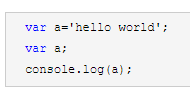 var a='hello world';
var a;
console.log(a);